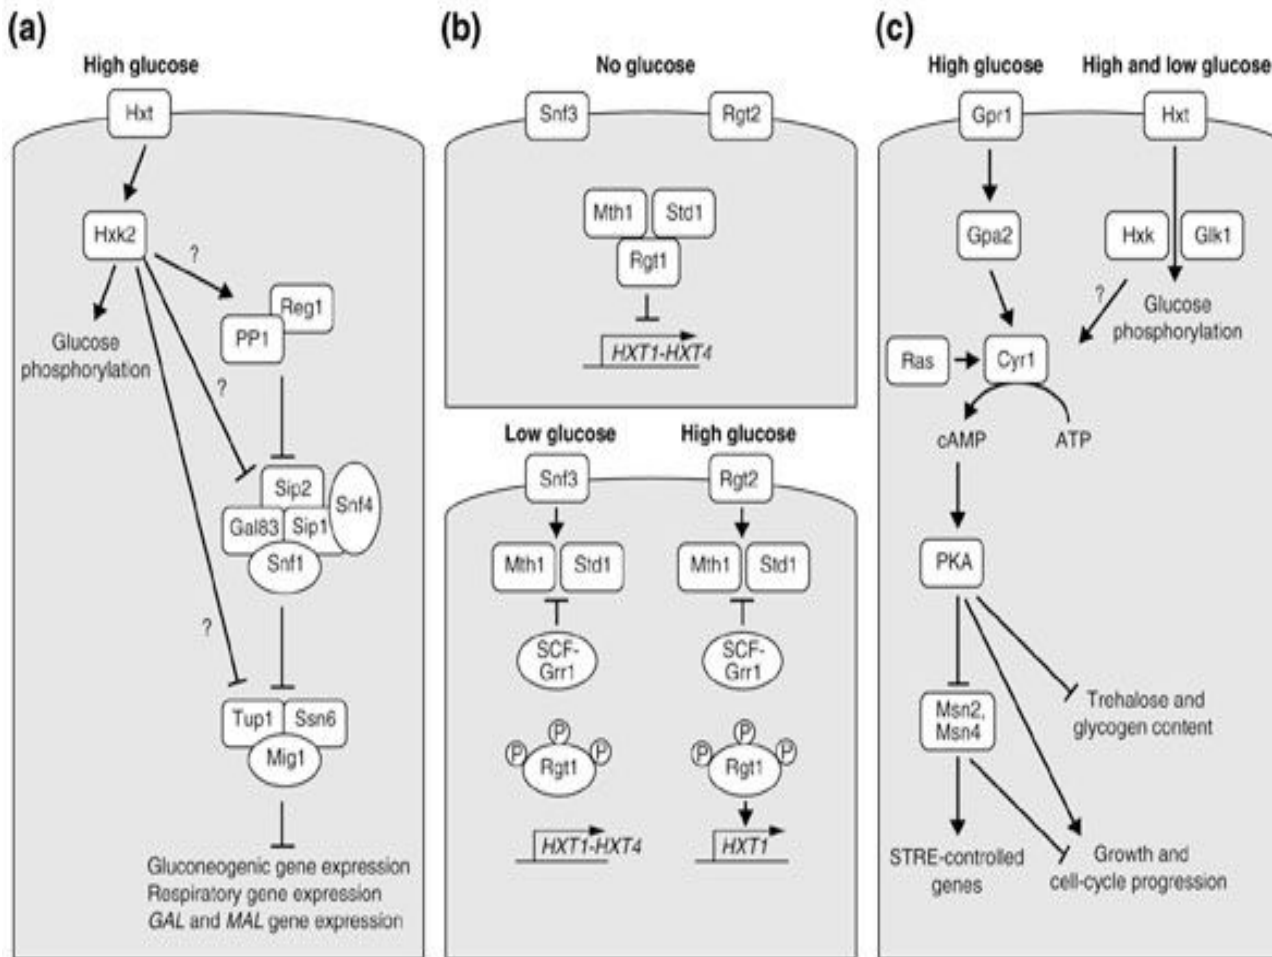 (a)
High glucose
Hxt
Hxk2
?
Reg1
PP1
Glucose
phosphorylation
?
Sip2
Snf4
Gal83
Sip1
Snf1
?
Tup1
Ssn6
Mig1
Gluconeogenic gene expression
Respiratory gene expression
GAL and MAL gene expression
(b)
No glucose
Snf3
Rgt2
Mth1
Std1
Rgt1
HXT1-HXT4
Low glucose
High glucose
Snf3
Rgt2
Mth1
Std1
Mth1
Std1
SCF-
Grr1
SCF-
Grr1
P
P
P
Rgt1
P
P
P
Rgt1
HXT1-HXT4
HXT1
(c)
High glucose
High and low glucose
Gpr1
Hxt
Gpa2
Hxk
Glk1
?
Glucose
phosphorylation
Ras
Cyr1
cAMP
ATP
PKA
Msn2,
Msn4
Trehalose and
glycogen content
STRE-controlled
genes
Growth and
cell-cycle progression